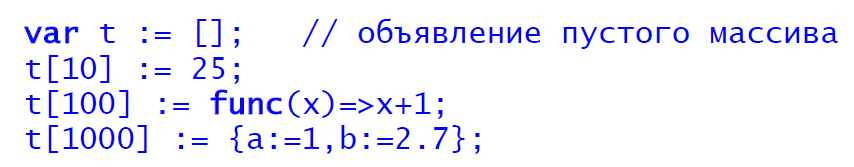 var t := [];   // объявление пустого массива
t[10] := 25;
t[100] := func(x)=>x+1;
t[1000] := {a:=1,b:=2.7};